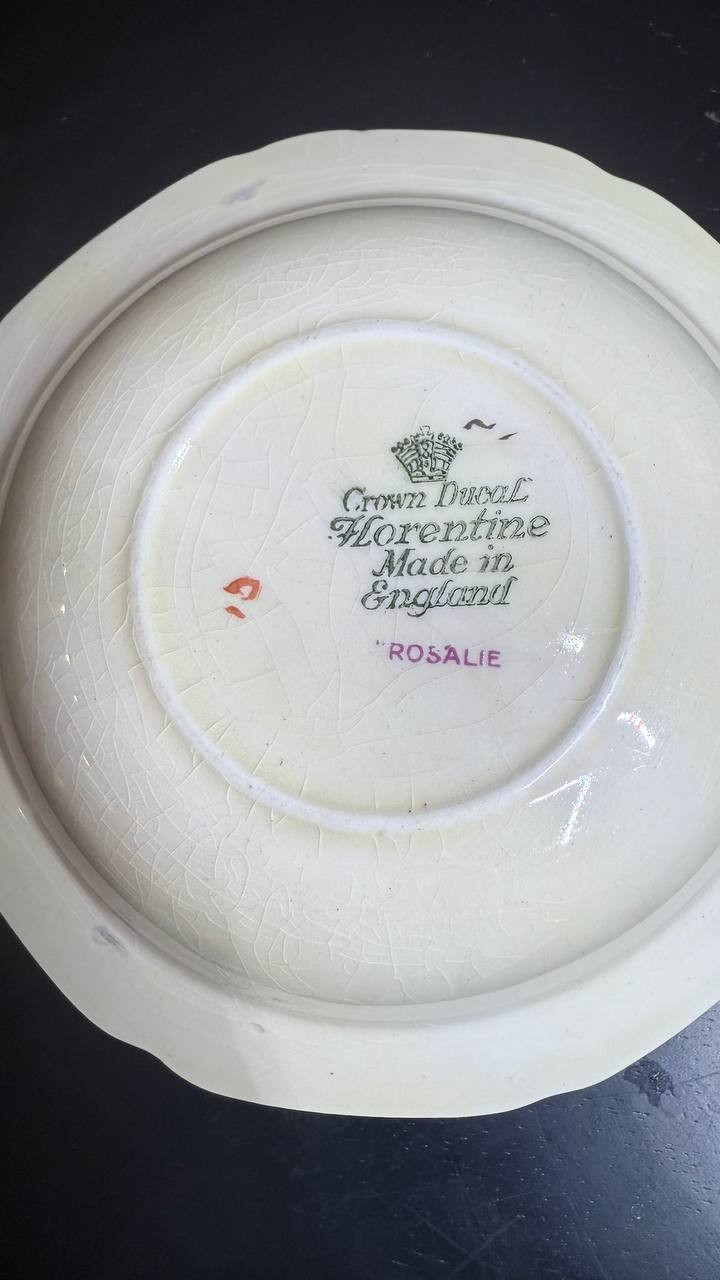 Crown Ducal
Florentine
Made in
England
"ROSALIE